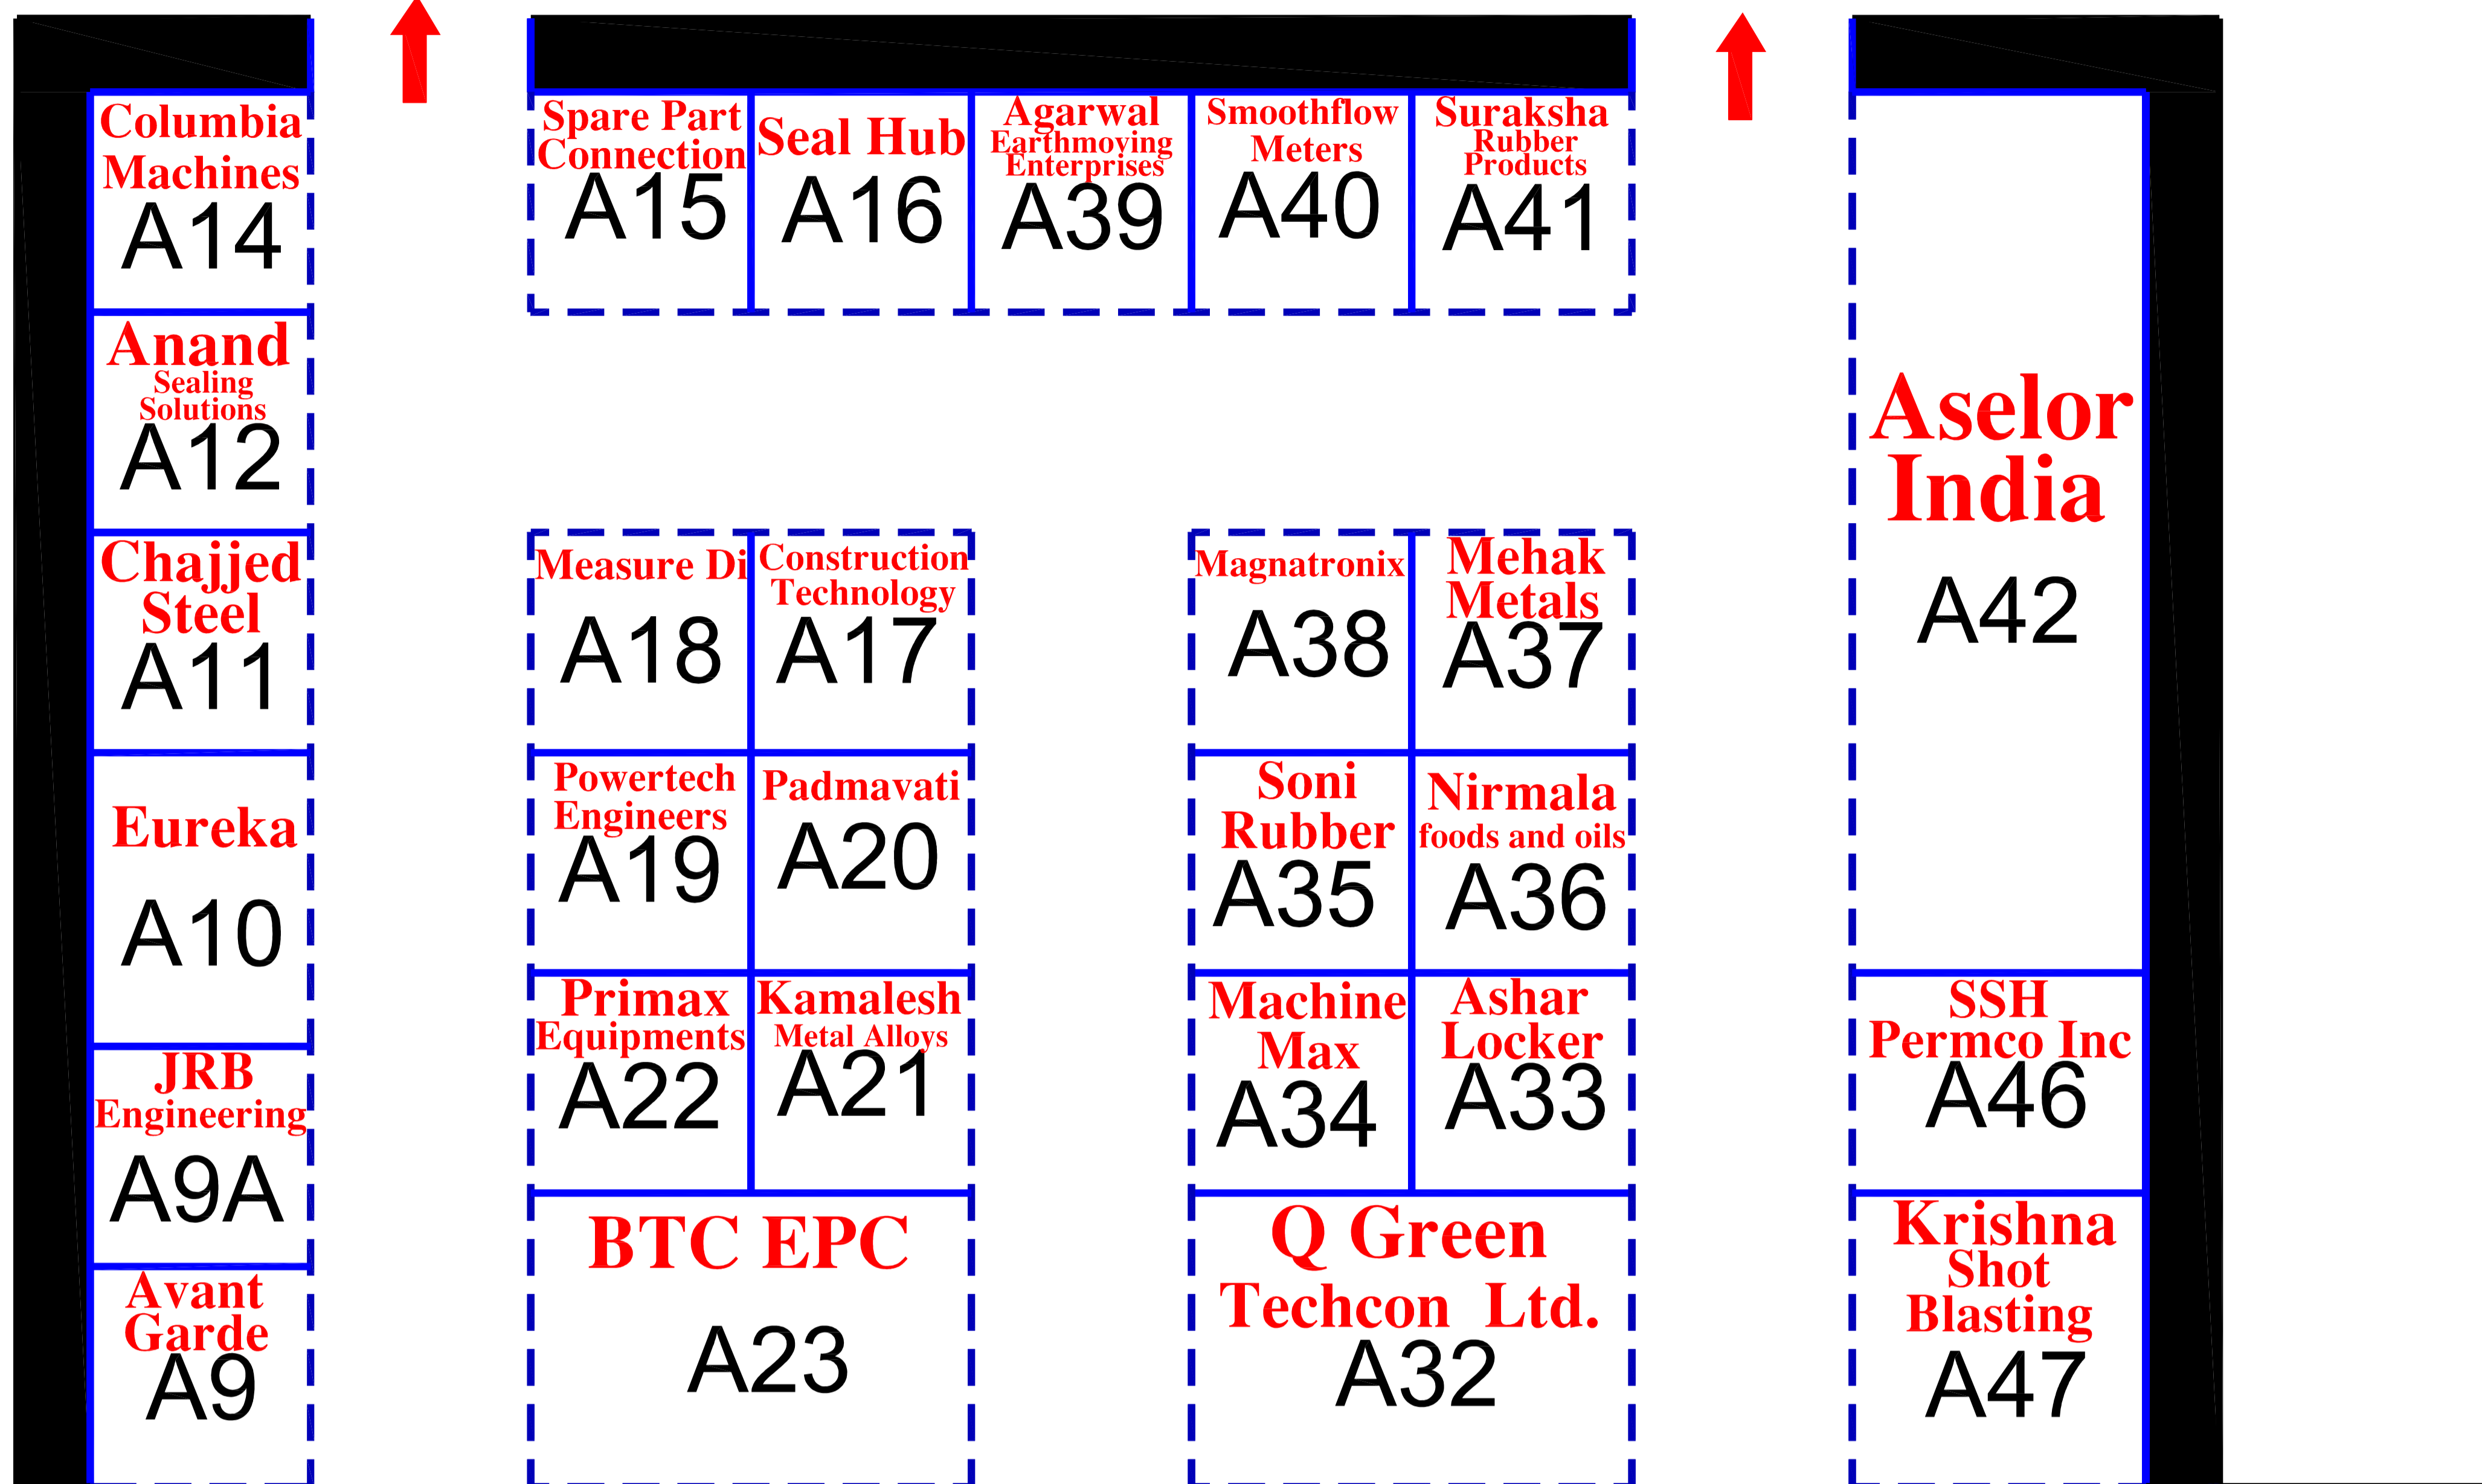 Columbia
Machines
A14
Spare Part
Connection
A15
Seal Hub
A16
Agarwal
Earthmoving
Enterprises
A39
Smoothflow
Meters
A40
Suraksha
Rubber
Products
A41
Anand
Sealing
Solutions
A12
Chajjed
Steel
A11
Eureka
A10
JRB
Engineering
A9A
Avant
Garde
A9
Measure Di
A18
Construction
Technology
A17
Powertech
Engineers
A19
Padmavati
A20
Primax
Equipments
A22
Kamalesh
Metal Alloys
A21
BTC EPC
A23
Magnatronix
A38
Mehak
Metals
A37
Soni
Rubber
A35
Nirmala
foods and oils
A36
Machine
Max
A34
Ashar
Locker
A33
Q Green
Techcon Ltd.
A32
Aselor
India
A42
SSH
Permco Inc
A46
Krishna
Shot
Blasting
A47